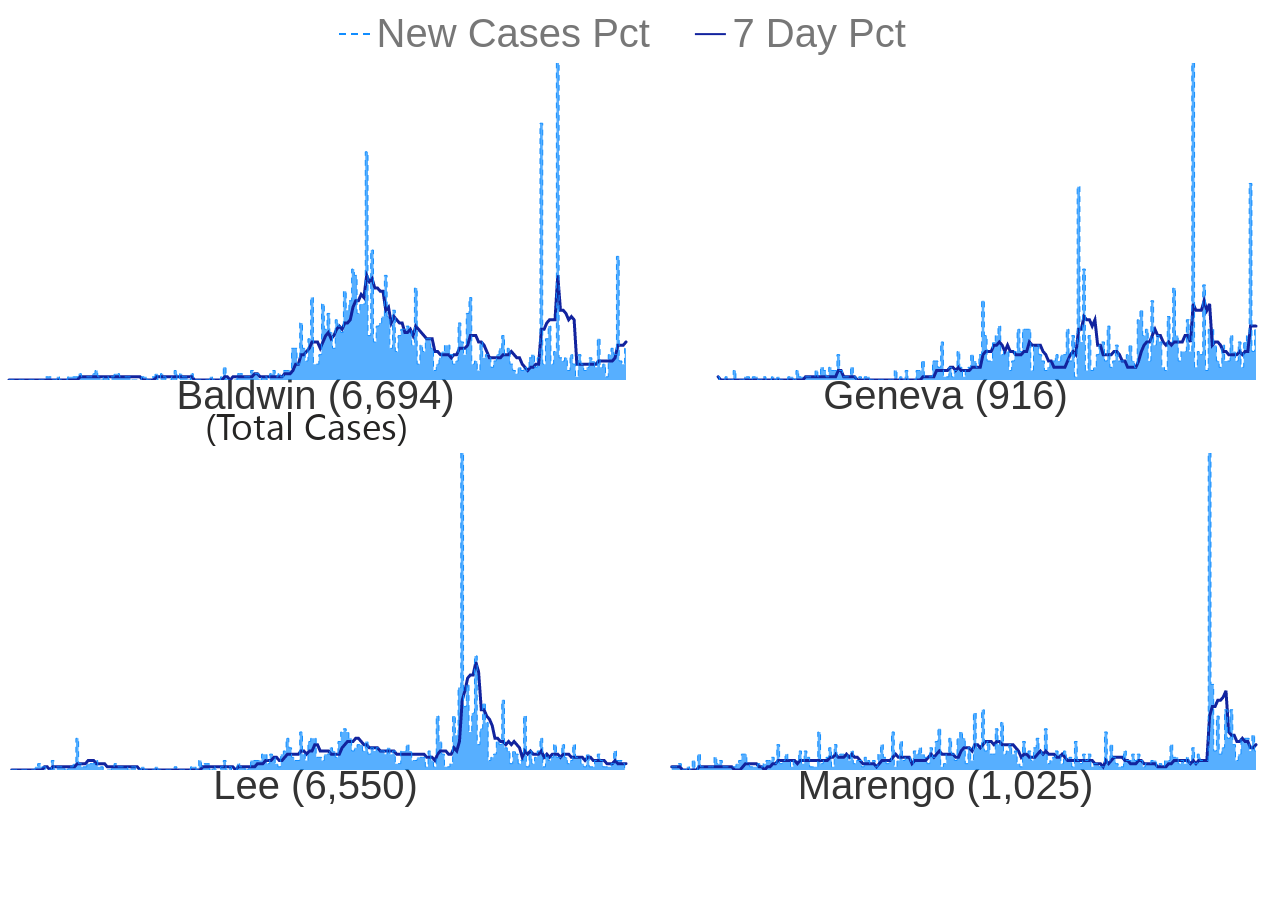 New Cases Pct 7 Day Pct
Baldwin (6,694) Geneva (916)
(Total Cases)
Lee (6,550) Marengo (1,025)